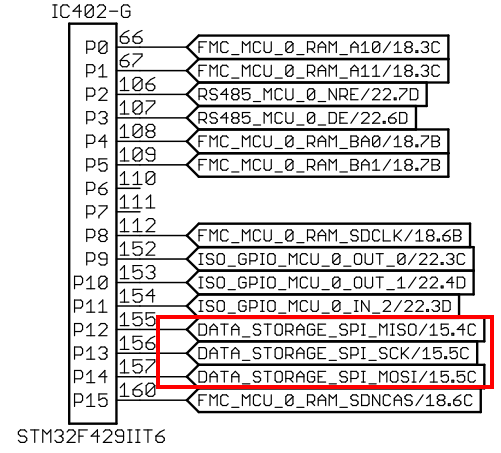 IC402-G
P0 66 FMC_MCU_0_RAM_A10/18.3C
P1 67 FMC_MCU_0_RAM_A11/18.3C
P2 106 RS485_MCU_0_NRE/22.7D
P3 107 RS485_MCU_0_DE/22.6D
P4 108 FMC_MCU_0_RAM_BA0/18.7B
P5 109 FMC_MCU_0_RAM_BA1/18.7B
P6 110
P7 111
P8 112 FMC_MCU_0_RAM_SDCLK/18.6B
P9 152 ISO_GPIO_MCU_0_OUT_0/22.3C
P10 153 ISO_GPIO_MCU_0_OUT_1/22.4D
P11 154 ISO_GPIO_MCU_0_IN_2/22.3D
P12 155 DATA_STORAGE_SPI_MISO/15.4C
P13 156 DATA_STORAGE_SPI_SCK/15.5C
P14 157 DATA_STORAGE_SPI_MOSI/15.5C
P15 160 FMC_MCU_0_RAM_SDNCAS/18.6C
STM32F429IIT6